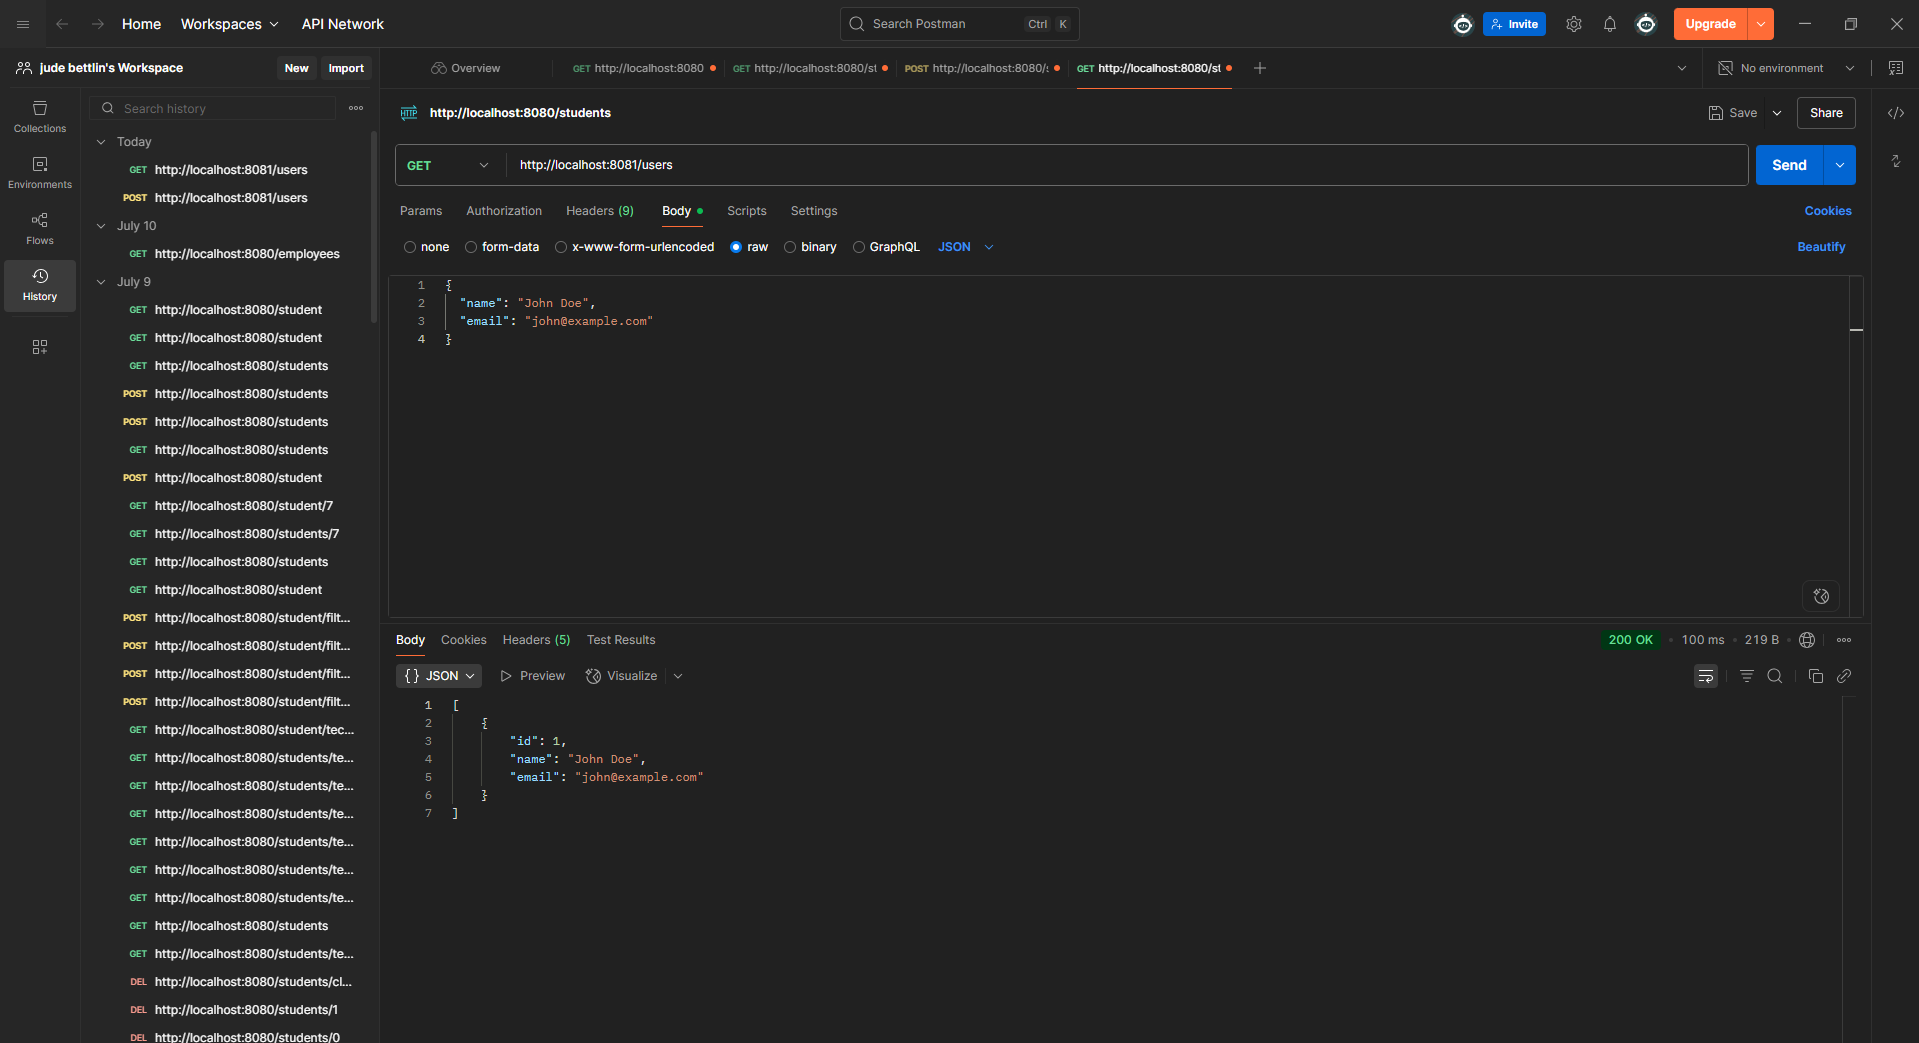 Home
Workspaces
API Network
Search Postman
Ctrl
K
Invite
Upgrade
jude bettlin's Workspace
New
Import
Overview
GET http://localhost:8080
GET http://localhost:8080/st
POST http://localhost:8080/s
GET http://localhost:8080/st
No environment
Collections
Environments
Flows
History
Search history
Today
GET http://localhost:8081/users
POST http://localhost:8081/users
July 10
GET http://localhost:8080/employees
July 9
GET http://localhost:8080/student
GET http://localhost:8080/student
GET http://localhost:8080/students
POST http://localhost:8080/students
POST http://localhost:8080/students
GET http://localhost:8080/students
POST http://localhost:8080/student
GET http://localhost:8080/student/7
GET http://localhost:8080/students/7
GET http://localhost:8080/students
GET http://localhost:8080/student
POST http://localhost:8080/student/filt...
POST http://localhost:8080/student/filt...
POST http://localhost:8080/student/filt...
POST http://localhost:8080/student/filt...
GET http://localhost:8080/student/tec...
GET http://localhost:8080/students/te...
GET http://localhost:8080/students/te...
GET http://localhost:8080/students/te...
GET http://localhost:8080/students/te...
GET http://localhost:8080/students/te...
GET http://localhost:8080/students/te...
GET http://localhost:8080/students
GET http://localhost:8080/students/te...
DEL http://localhost:8080/students/cl...
DEL http://localhost:8080/students/1
DEL http://localhost:8080/students/0
HTTP
http://localhost:8080/students
Save
Share
GET
http://localhost:8081/users
Send
Params
Authorization
Headers (9)
Body
Scripts
Settings
Cookies
none
form-data
x-www-form-urlencoded
raw
binary
GraphQL
JSON
Beautify
1 {
2 "name": "John Doe",
3 "email": "john@example.com"
4 }
Body
Cookies
Headers (5)
Test Results
200 OK
100 ms
219 B
{} JSON
Preview
Visualize
1 [
2 {
3 "id": 1,
4 "name": "John Doe",
5 "email": "john@example.com"
6 }
7 ]